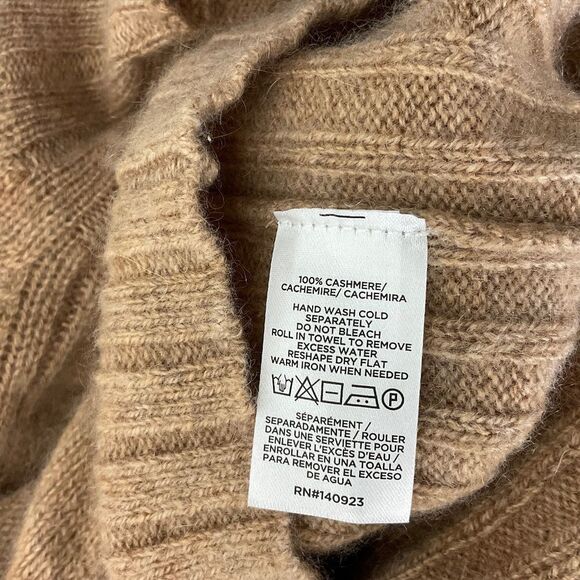 100% CASHMERE/
CACHEMIRE/ CACHEMIRA
HAND WASH COLD
SEPARATELY
DO NOT BLEACH
ROLL IN TOWEL TO REMOVE
EXCESS WATER
RESHAPE DRY FLAT
WARM IRON WHEN NEEDED
P
SÉPARÉMENT/
SEPARADAMENTE/ ROULER
DANS UNE SERVIETTE POUR
ENLEVER L'EXCÈS D'EAU/
ENROLLAR EN UNA TOALLA
PARA REMOVER EL EXCESO
DE AGUA
RN#140923